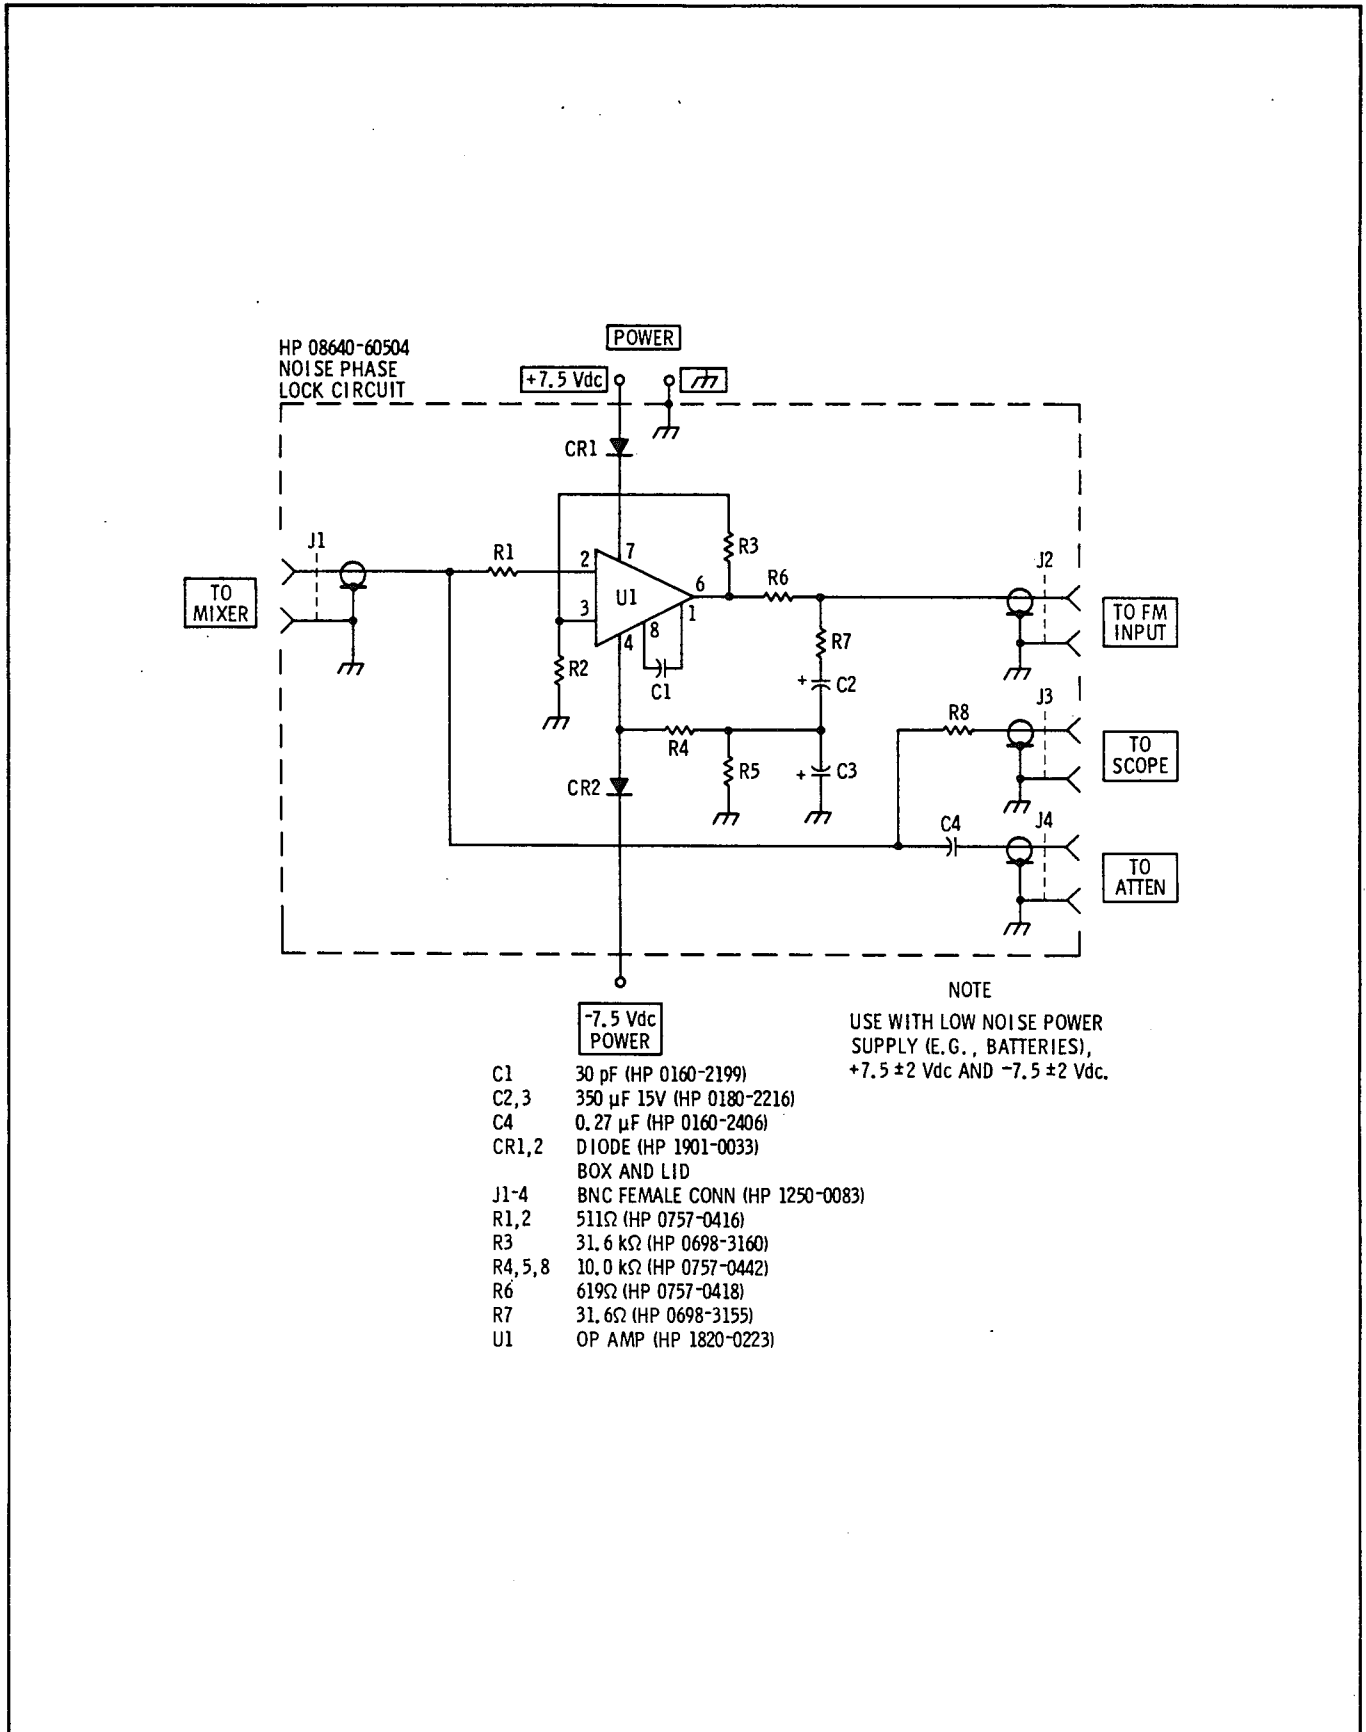 POWER
HP 08640-60504
NOISE PHASE
LOCK CIRCUIT
+7.5 Vdc
CR1
J1
R1
2
7
R3
TO
MIXER
U1
6
R6
J2
3
8
1
TO FM
INPUT
4
R7
R2
C1
+
C2
J3
R4
R8
TO
SCOPE
CR2
R5
+
C3
C4
J4
TO
ATTEN
-7.5 Vdc
POWER
NOTE
USE WITH LOW NOISE POWER
SUPPLY (E.G., BATTERIES),
+7.5 ±2 Vdc AND -7.5 ±2 Vdc.
C1 30 pF (HP 0160-2199)
C2,3 350 μF 15V (HP 0180-2216)
C4 0.27 μF (HP 0160-2406)
CR1,2 DIODE (HP 1901-0033)
BOX AND LID
J1-4 BNC FEMALE CONN (HP 1250-0083)
R1,2 511Ω (HP 0757-0416)
R3 31.6 kΩ (HP 0698-3160)
R4,5,8 10.0 kΩ (HP 0757-0442)
R6 619Ω (HP 0757-0418)
R7 31.6Ω (HP 0698-3155)
U1 OP AMP (HP 1820-0223)